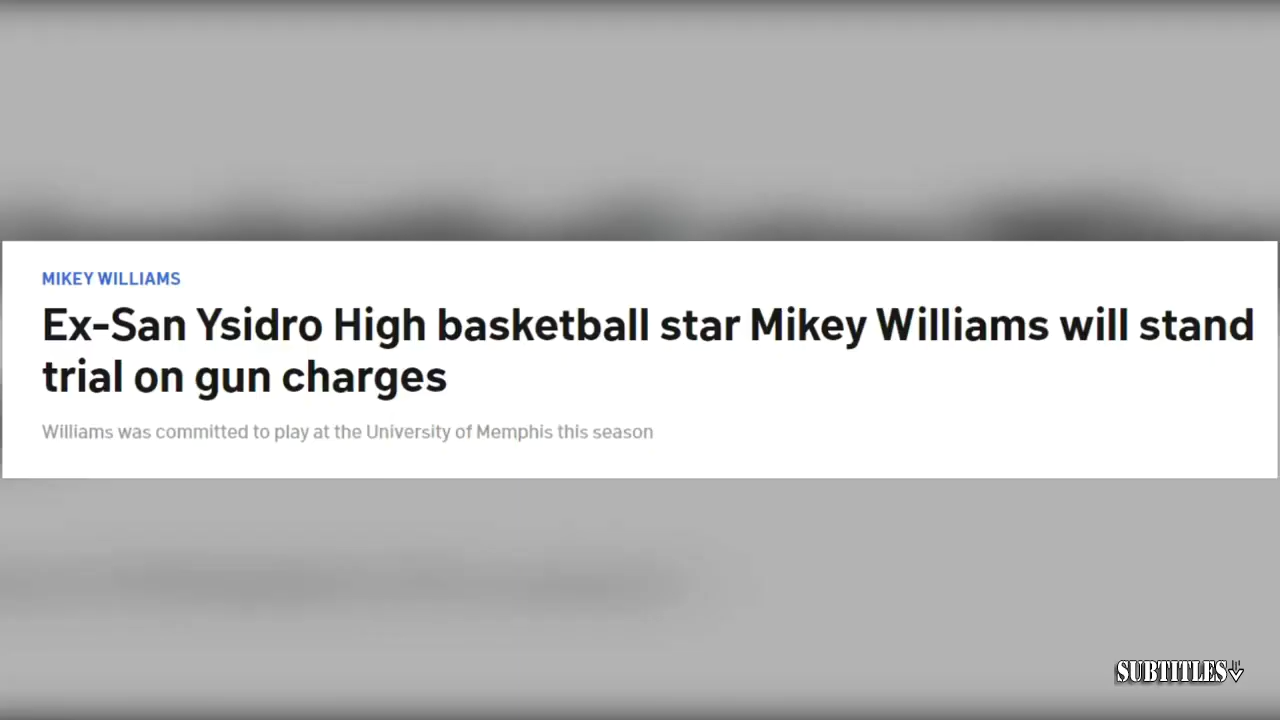 MIKEY WILLIAMS
Ex-San Ysidro High basketball star Mikey Williams will stand
trial on gun charges
Williams was committed to play at the University of Memphis this season
SUBTITLES